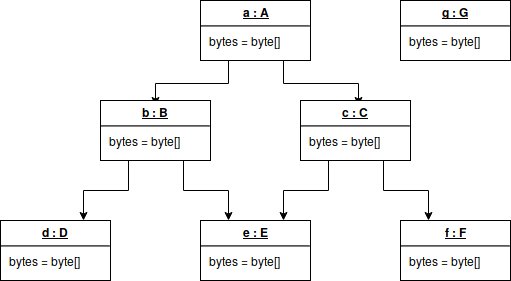 a : A
bytes = byte[]
g : G
bytes = byte[]
b : B
bytes = byte[]
c : C
bytes = byte[]
d : D
bytes = byte[]
e : E
bytes = byte[]
f : F
bytes = byte[]